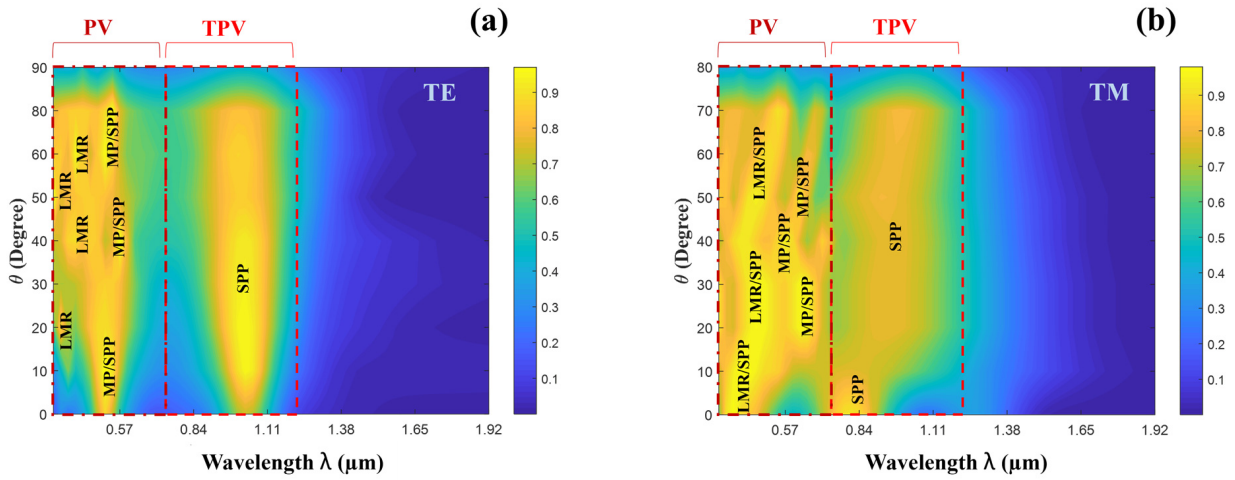 (a)
PV
TPV
90
80
70
60
50
40
30
20
10
0
θ (Degree)
TE
LMR
LMR
MP/SPP
LMR
MP/SPP
SPP
LMR
MP/SPP
0.57
0.84
1.11
1.38
1.65
1.92
Wavelength λ (µm)
0.9
0.8
0.7
0.6
0.5
0.4
0.3
0.2
0.1
(b)
PV
TPV
80
70
60
50
40
30
20
10
0
θ (Degree)
TM
LMR/SPP
MP/SPP
MP/SPP
SPP
LMR/SPP
MP/SPP
LMR/SPP
SPP
0.57
0.84
1.11
1.38
1.65
1.92
Wavelength λ (µm)
0.9
0.8
0.7
0.6
0.5
0.4
0.3
0.2
0.1